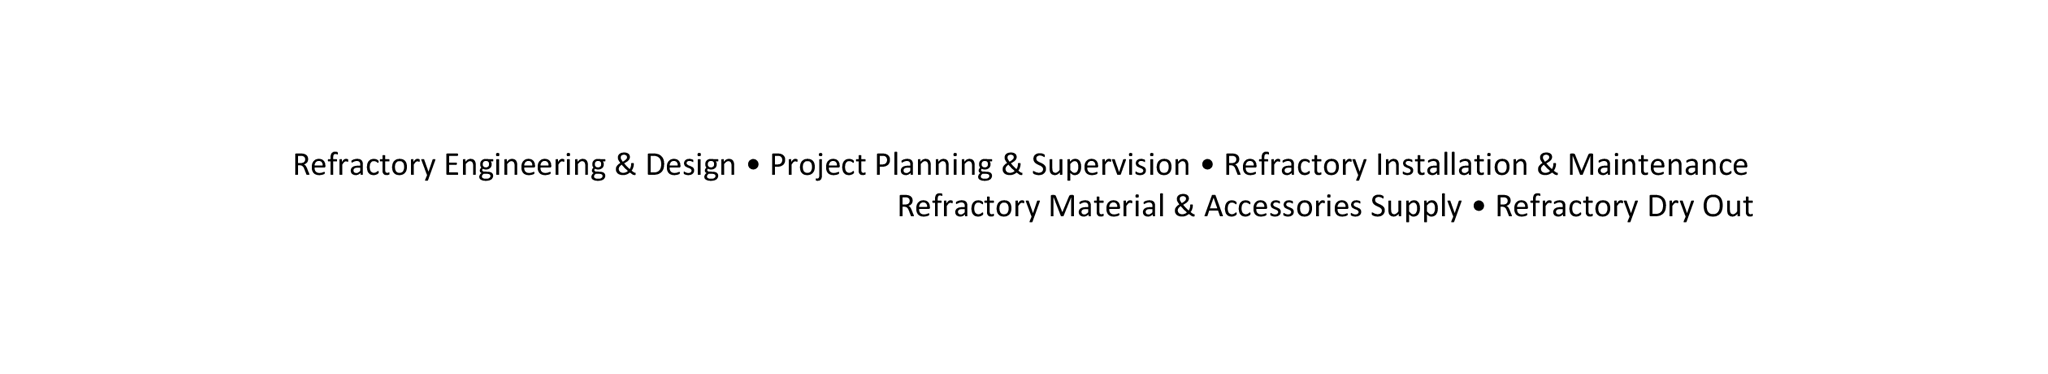 Refractory Engineering & Design • Project Planning & Supervision • Refractory Installation & Maintenance
Refractory Material & Accessories Supply • Refractory Dry Out